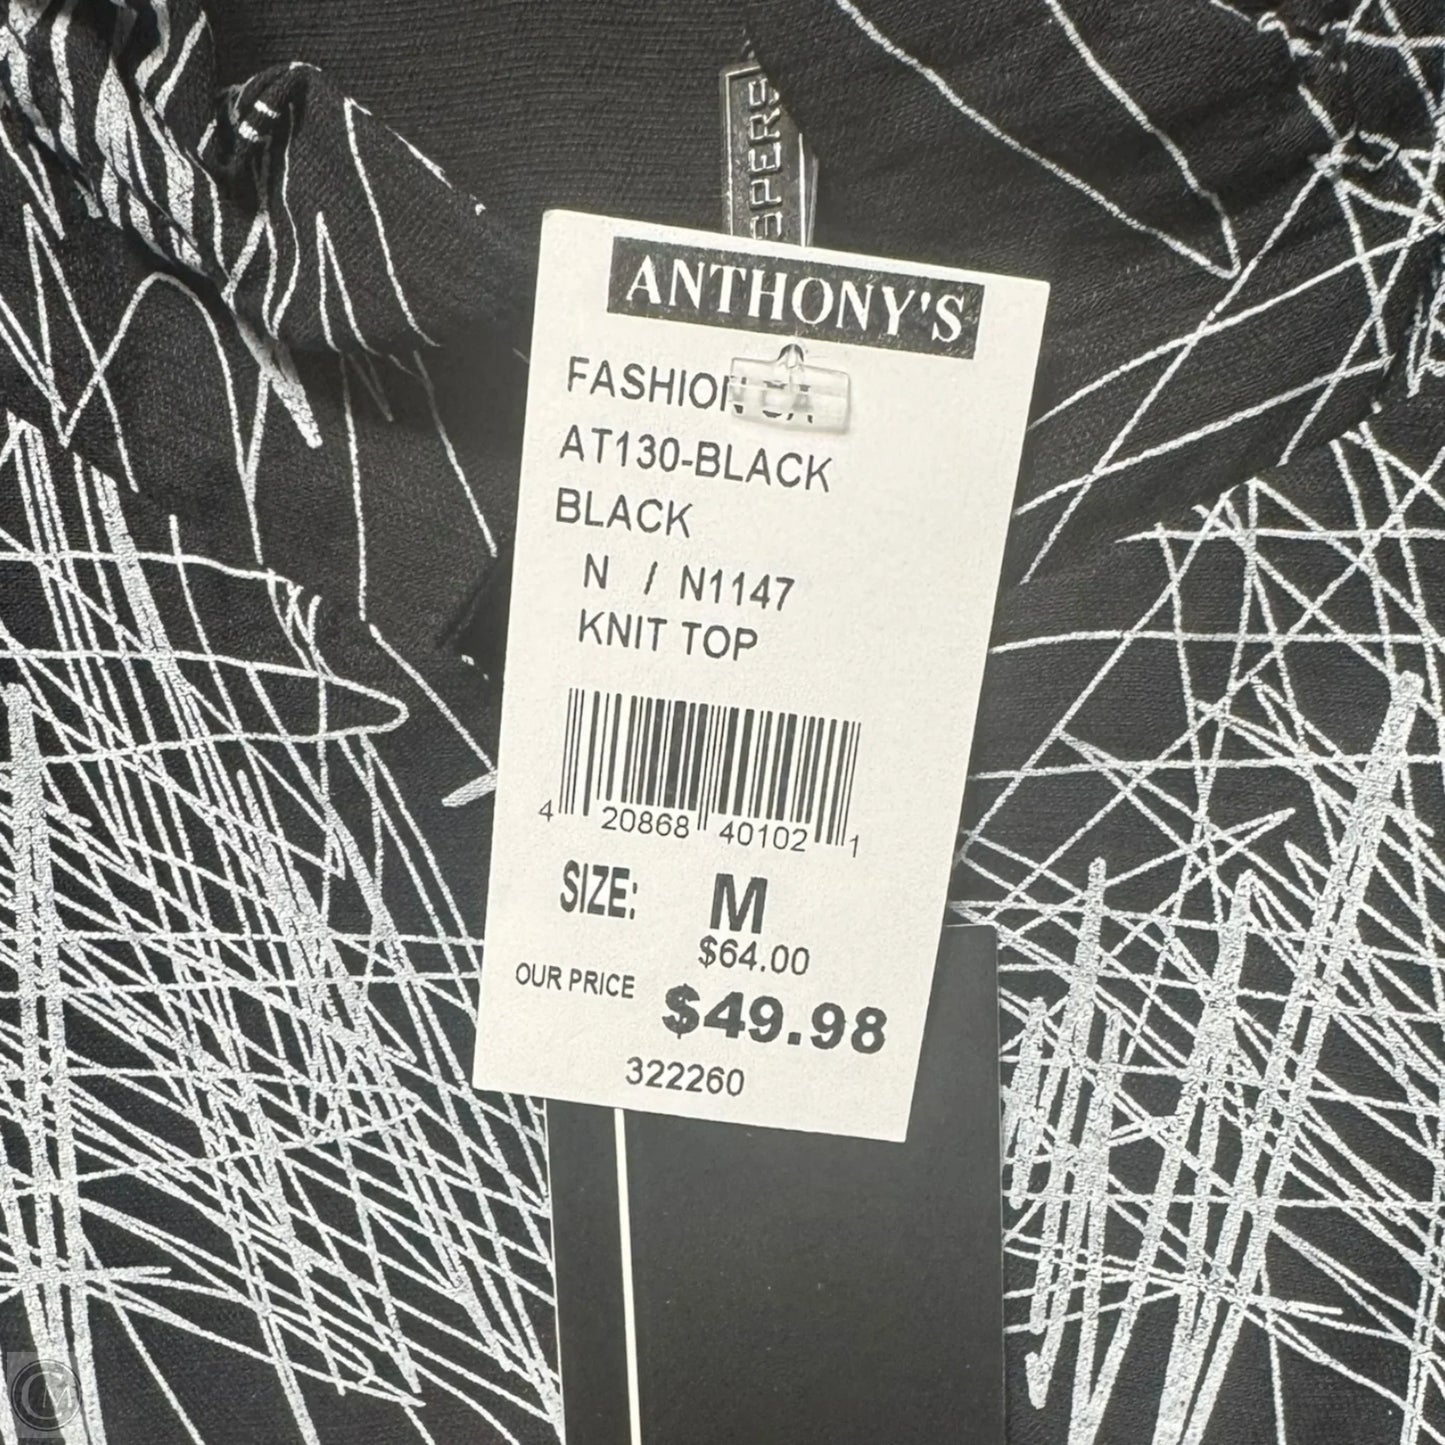 ANTHONY'S
FASHION
AT130-BLACK
BLACK
N / N1147
KNIT TOP
4 20868 40102 1
SIZE: M
$64.00
OUR PRICE $49.98
322260